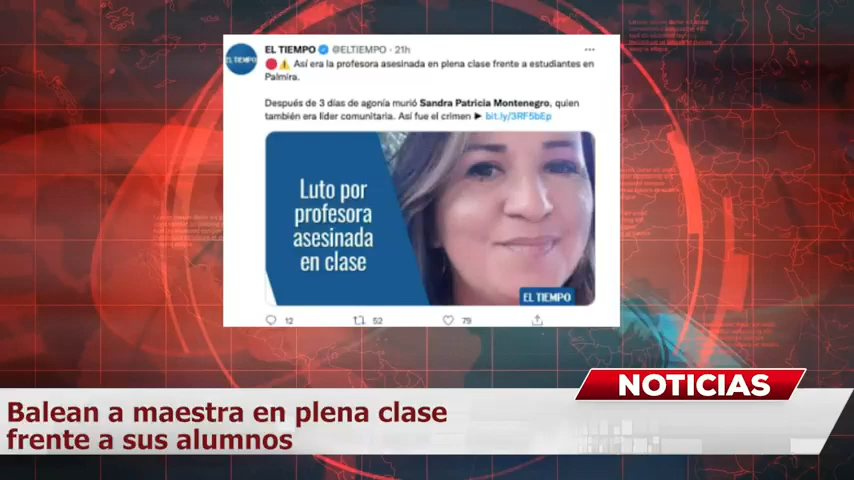 EL TIEMPO @ELTIEMPO · 21h
Así era la profesora asesinada en plena clase frente a estudiantes en
Palmira.
Después de 3 días de agonía murió Sandra Patricia Montenegro, quien
también era líder comunitaria. Así fue el crimen ▶ bit.ly/3RF5bEp
EL TIEMPO
Luto por
profesora
asesinada
en clase
EL TIEMPO
12 52 79
NOTICIAS
Balean a maestra en plena clase
frente a sus alumnos